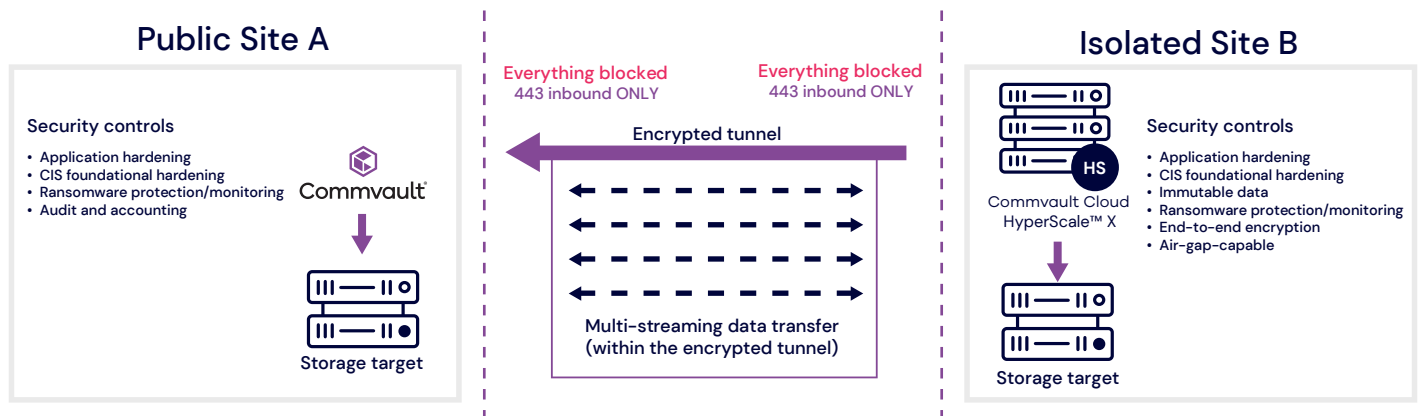 Public Site A
Security controls
• Application hardening
• CIS foundational hardening
• Ransomware protection/monitoring
• Audit and accounting
Commvault®
Storage target
Everything blocked
443 inbound ONLY
Everything blocked
443 inbound ONLY
Encrypted tunnel
Multi-streaming data transfer
(within the encrypted tunnel)
Isolated Site B
HS
Commvault Cloud
HyperScale™ X
Storage target
Security controls
• Application hardening
• CIS foundational hardening
• Immutable data
• Ransomware protection/monitoring
• End-to-end encryption
• Air-gap-capable